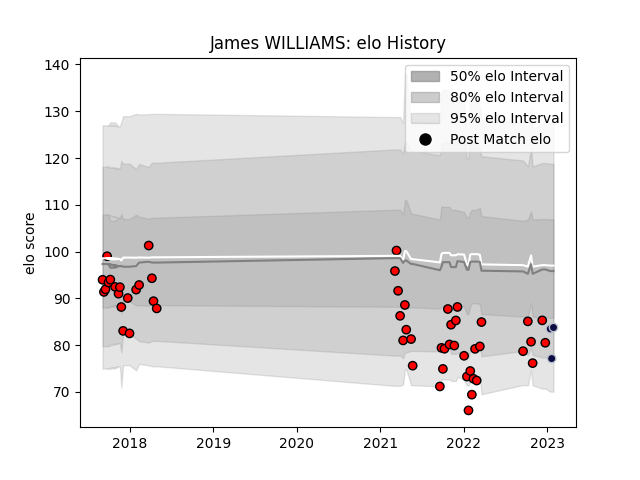 James WILLIAMS: elo History
140
130
120
110
100
90
80
70
elo score
50% elo Interval
80% elo Interval
95% elo Interval
Post Match elo
2018
2019
2020
2021
2022
2023